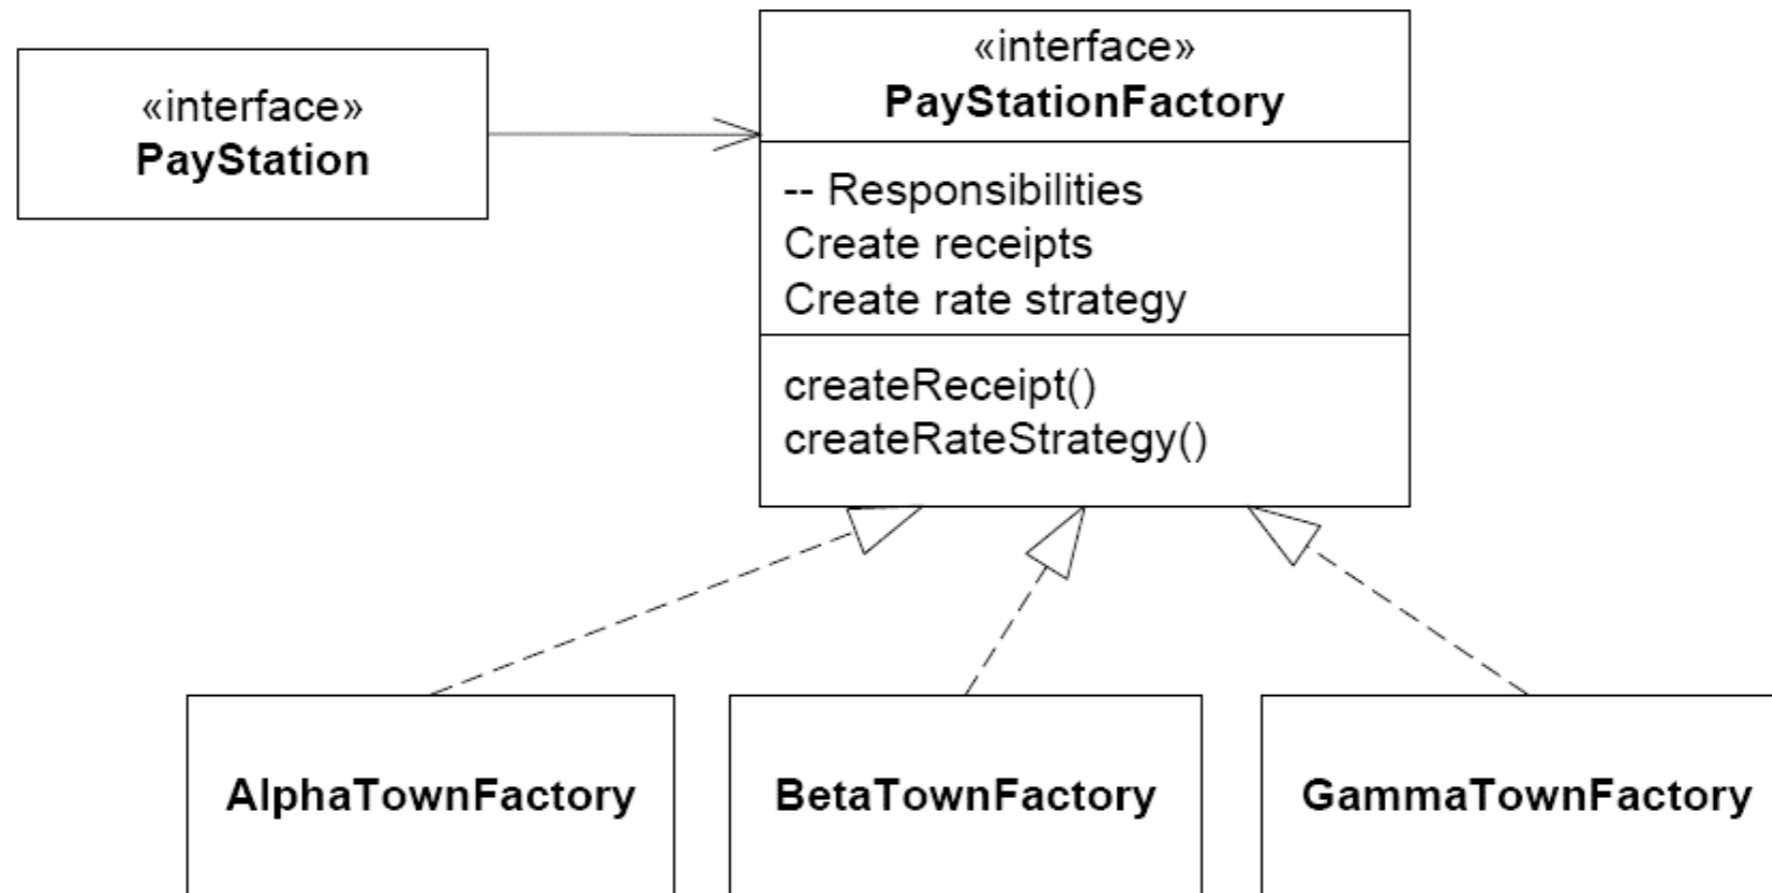 «interface»
PayStation
«interface»
PayStationFactory
-- Responsibilities
Create receipts
Create rate strategy
createReceipt()
createRateStrategy()
AlphaTownFactory
BetaTownFactory
GammaTownFactory